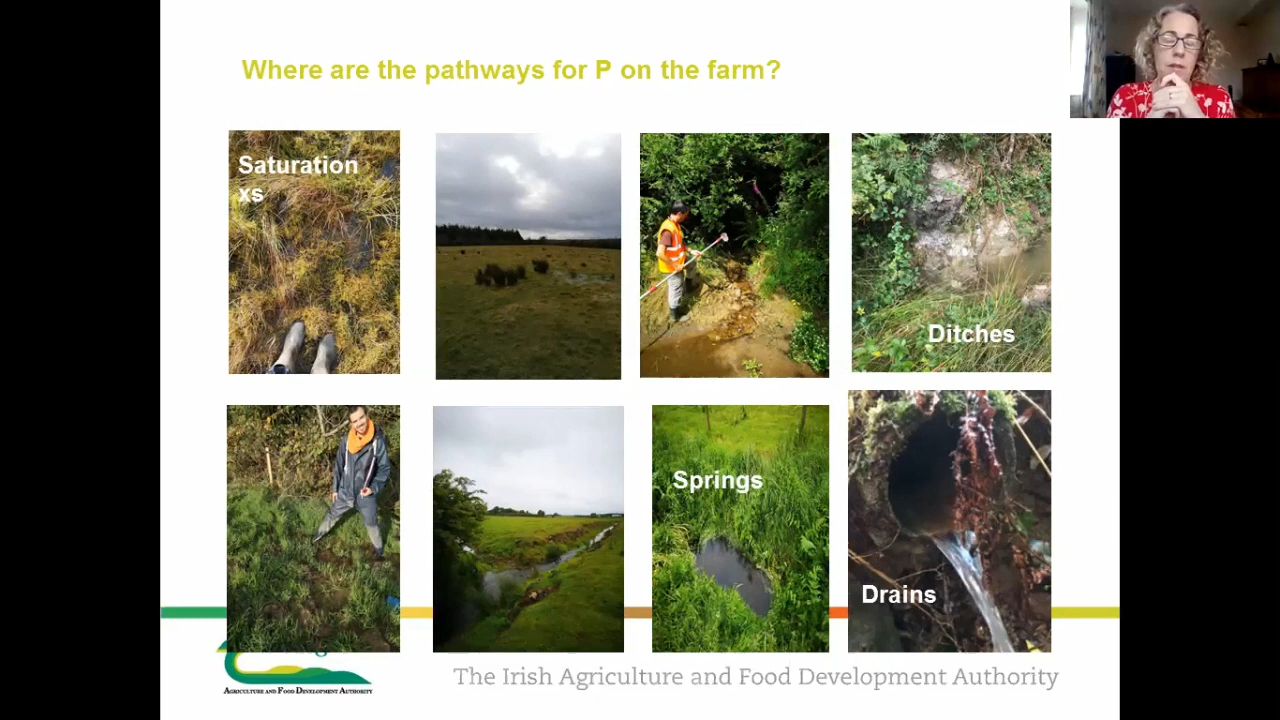 Where are the pathways for P on the farm?
Saturation
xs
Ditches
Springs
Drains
AGRICULTURE AND FOOD DEVELOPMENT AUTHORITY
The Irish Agriculture and Food Development Authority